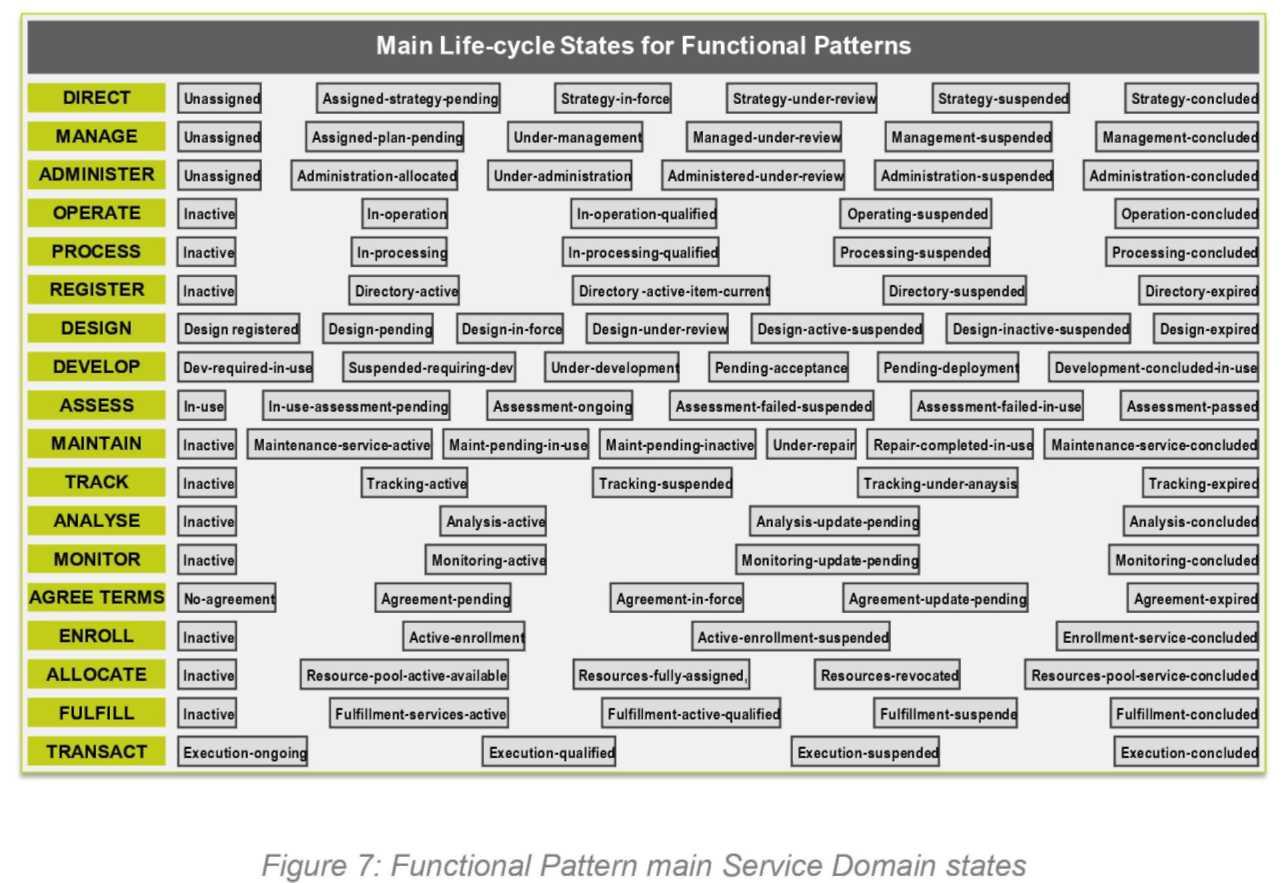 Main Life-cycle States for Functional Patterns
DIRECT Unassigned Assigned-strategy-pending Strategy-in-force Strategy-under-review Strategy-suspended Strategy-concluded
MANAGE Unassigned Assigned-plan-pending Under-management Managed-under-review Management-suspended Management-concluded
ADMINISTER Unassigned Administration-allocated Under-administration Administered-under-review Administration-suspended Administration-concluded
OPERATE Inactive In-operation In-operation-qualified Operating-suspended Operation-concluded
PROCESS Inactive In-processing In-processing-qualified Processing-suspended Processing-concluded
REGISTER Inactive Directory-active Directory -active-item-current Directory-suspended Directory-expired
DESIGN Design registered Design-pending Design-in-force Design-under-review Design-active-suspended Design-inactive-suspended Design-expired
DEVELOP Dev-required-in-use Suspended-requiring-dev Under-development Pending-acceptance Pending-deployment Development-concluded-in-use
ASSESS In-use In-use-assessment-pending Assessment-ongoing Assessment-failed-suspended Assessment-failed-in-use Assessment-passed
MAINTAIN Inactive Maintenance-service-active Maint-pending-in-use Maint-pending-inactive Under-repair Repair-completed-in-use Maintenance-service-concluded
TRACK Inactive Tracking-active Tracking-suspended Tracking-under-anaysis Tracking-expired
ANALYSE Inactive Analysis-active Analysis-update-pending Analysis-concluded
MONITOR Inactive Monitoring-active Monitoring-update-pending Monitoring-concluded
AGREE TERMS No-agreement Agreement-pending Agreement-in-force Agreement-update-pending Agreement-expired
ENROLL Inactive Active-enrollment Active-enrollment-suspended Enrollment-service-concluded
ALLOCATE Inactive Resource-pool-active-available Resources-fully-assigned, Resources-revocated Resources-pool-service-concluded
FULFILL Inactive Fulfillment-services-active Fulfillment-active-qualified Fulfillment-suspende Fulfillment-concluded
TRANSACT Execution-ongoing Execution-qualified Execution-suspended Execution-concluded
Figure 7: Functional Pattern main Service Domain states